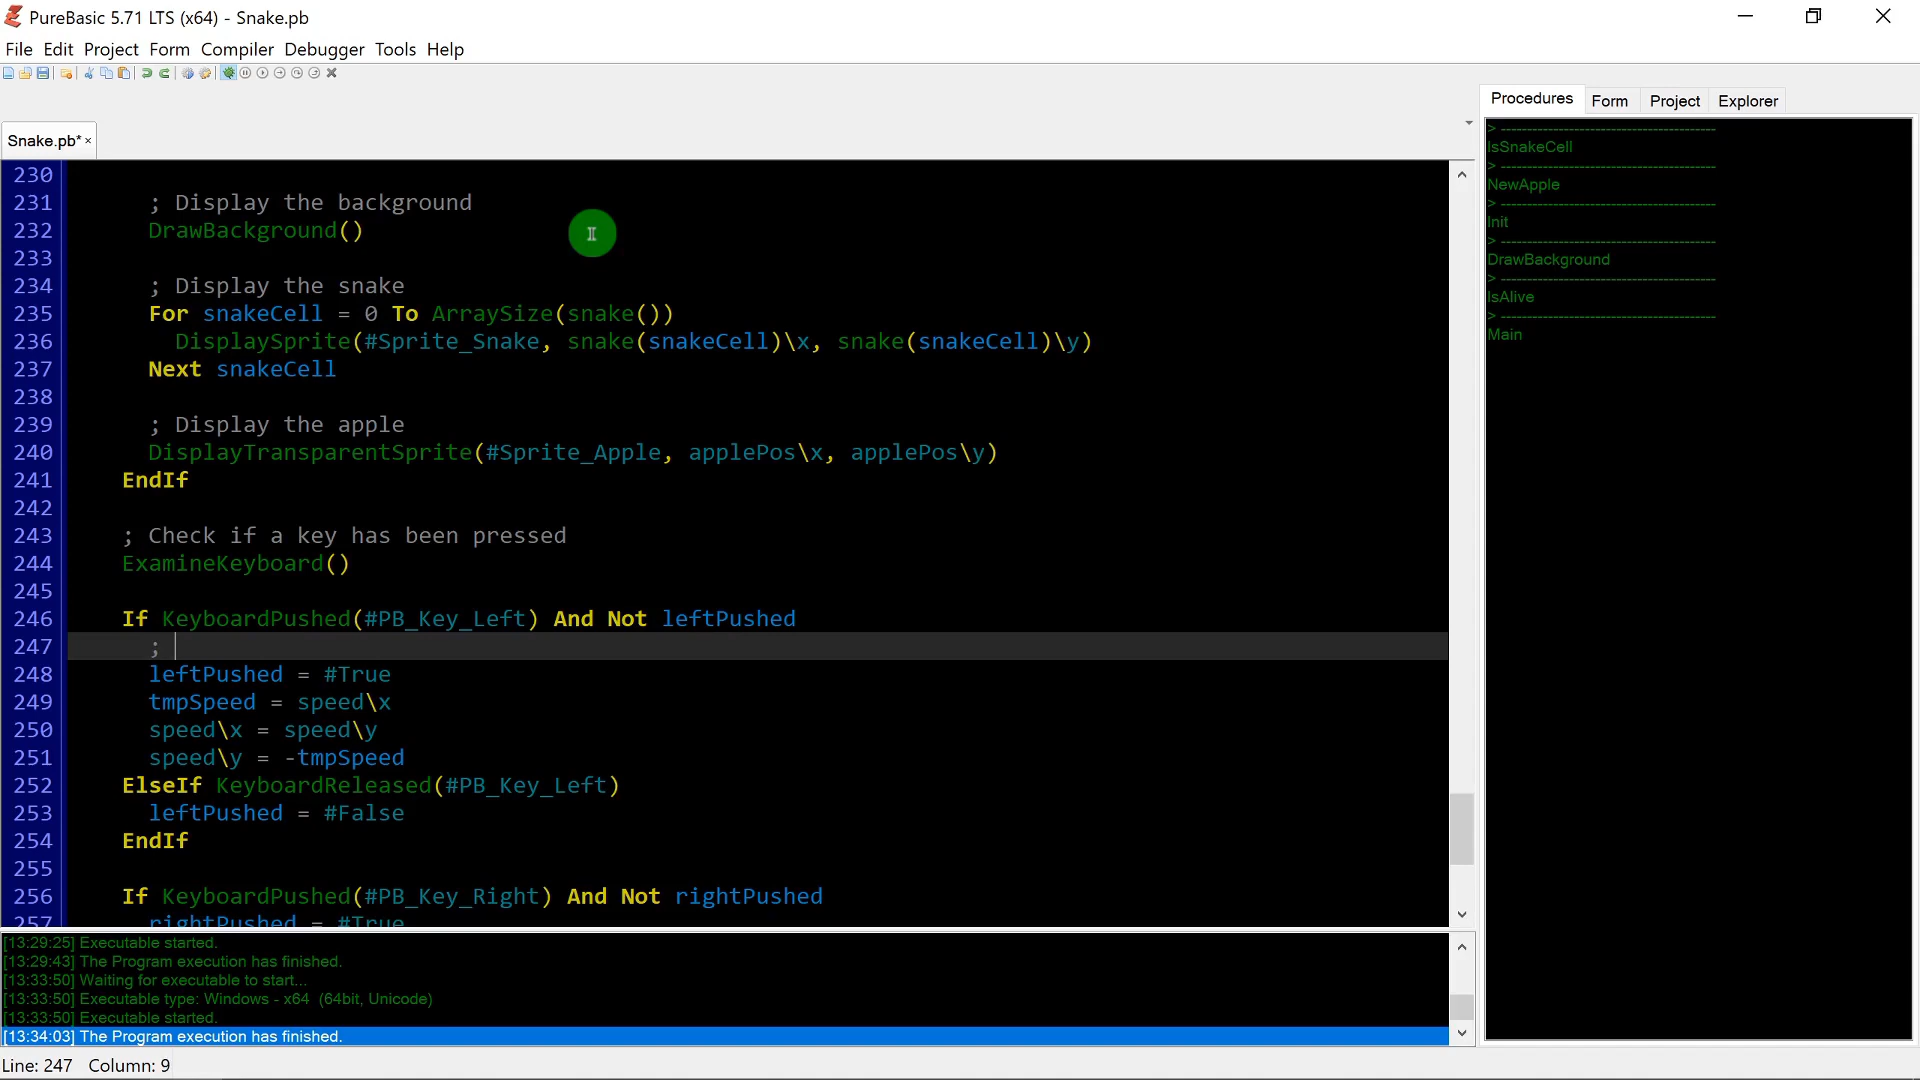 PureBasic 5.71 LTS (x64) - Snake.pb
File Edit Project Form Compiler Debugger Tools Help
Procedures Form Project Explorer
Snake.pb*
230
231 ; Display the background
232 DrawBackground()
233
234 ; Display the snake
235 For snakeCell = 0 To ArraySize(snake())
236 DisplaySprite(#Sprite_Snake, snake(snakeCell)\x, snake(snakeCell)\y)
237 Next snakeCell
238
239 ; Display the apple
240 DisplayTransparentSprite(#Sprite_Apple, applePos\x, applePos\y)
241 EndIf
242
243 ; Check if a key has been pressed
244 ExamineKeyboard()
245
246 If KeyboardPushed(#PB_Key_Left) And Not leftPushed
247 ;
248 leftPushed = #True
249 tmpSpeed = speed\x
250 speed\x = speed\y
251 speed\y = -tmpSpeed
252 ElseIf KeyboardReleased(#PB_Key_Left)
253 leftPushed = #False
254 EndIf
255
256 If KeyboardPushed(#PB_Key_Right) And Not rightPushed
257 rightPushed = #True
> ----------------------------------------
IsSnakeCell
> ----------------------------------------
NewApple
> ----------------------------------------
Init
> ----------------------------------------
DrawBackground
> ----------------------------------------
IsAlive
> ----------------------------------------
Main
[13:29:25] Executable started.
[13:29:43] The Program execution has finished.
[13:33:50] Waiting for executable to start...
[13:33:50] Executable type: Windows - x64 (64bit, Unicode)
[13:33:50] Executable started.
[13:34:03] The Program execution has finished.
Line: 247 Column: 9